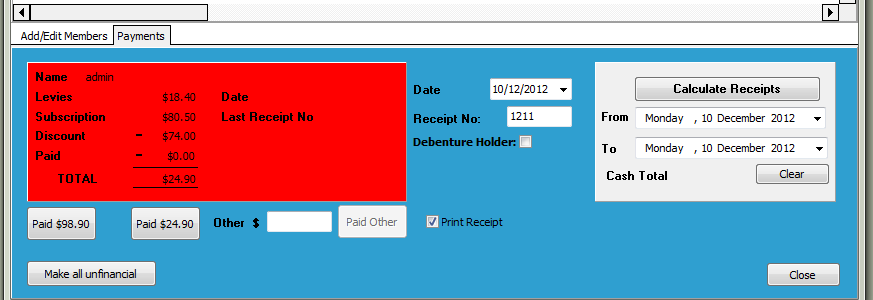 Add/Edit Members Payments
Name admin
Levies $18.40 Date
Subscription $80.50 Last Receipt No
Discount - $74.00
Paid - $0.00
TOTAL $24.90
Date 10/12/2012
Receipt No: 1211
Debenture Holder:
Calculate Receipts
From Monday , 10 December 2012
To Monday , 10 December 2012
Cash Total Clear
Paid $98.90 Paid $24.90 Other $ Paid Other Print Receipt
Make all unfinancial Close